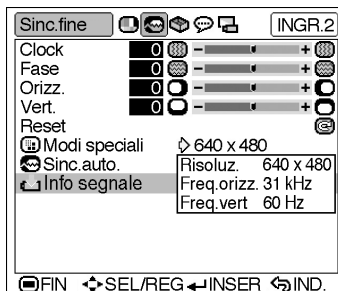 Sinc.fine INGR.2
Clock 0 - +
Fase 0 - +
Orizz. 0 - +
Vert. 0 - +
Reset
Modi speciali 640 x 480
Sinc.auto.
Info segnale
Risoluz. 640 x 480
Freq.orizz. 31 kHz
Freq.vert 60 Hz
FIN SEL/REG INSER IND.